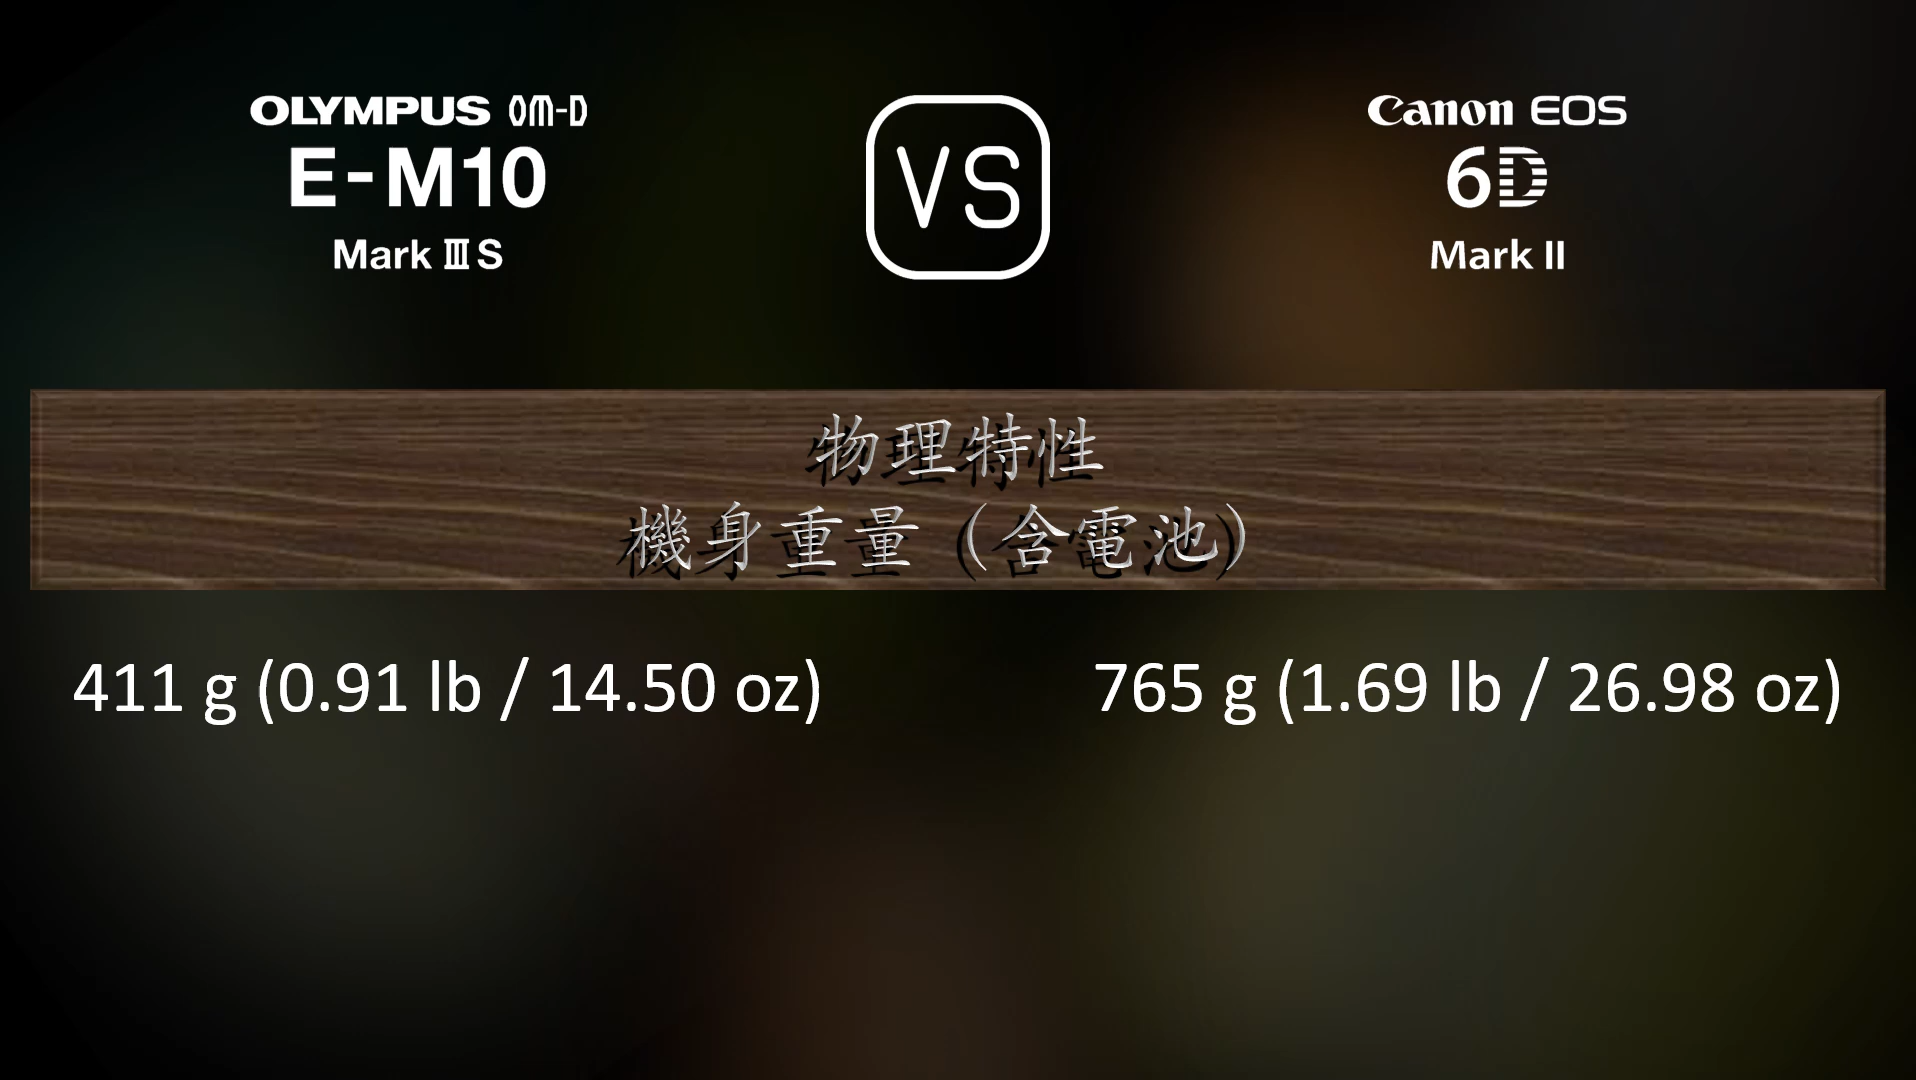 OLYMPUS OM-D
E-M10
Mark III S
VS
Canon EOS
6D
Mark II
物理特性
機身重量（含電池）
411 g (0.91 lb / 14.50 oz)
765 g (1.69 lb / 26.98 oz)